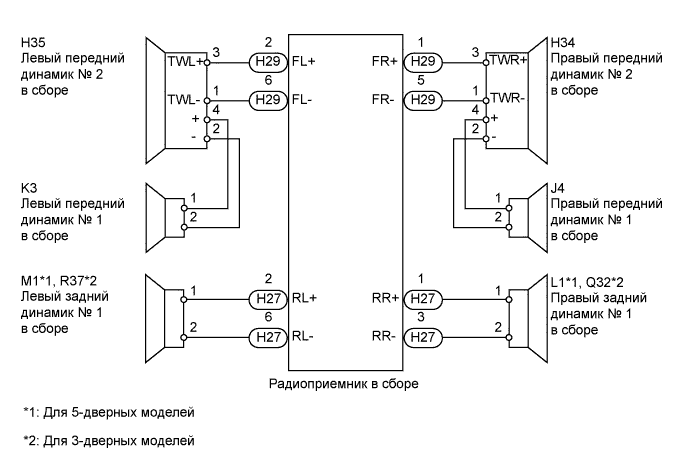 H35
Левый передний
динамик № 2
в сборе
3
TWL+
2
H29
FL+
1
TWL-
6
H29
FL-
4
+
2
-
1
FR+
H29
3
TWR+
5
FR-
H29
1
TWR-
4
+
2
-
H34
Правый передний
динамик № 2
в сборе
K3
Левый передний
динамик № 1
в сборе
1
2
1
2
J4
Правый передний
динамик № 1
в сборе
M1*1, R37*2
Левый задний
динамик № 1
в сборе
1
2
H27
RL+
2
6
H27
RL-
1
RR+
H27
1
3
RR-
H27
2
L1*1, Q32*2
Правый задний
динамик № 1
в сборе
Радиоприемник в сборе
*1: Для 5-дверных моделей
*2: Для 3-дверных моделей